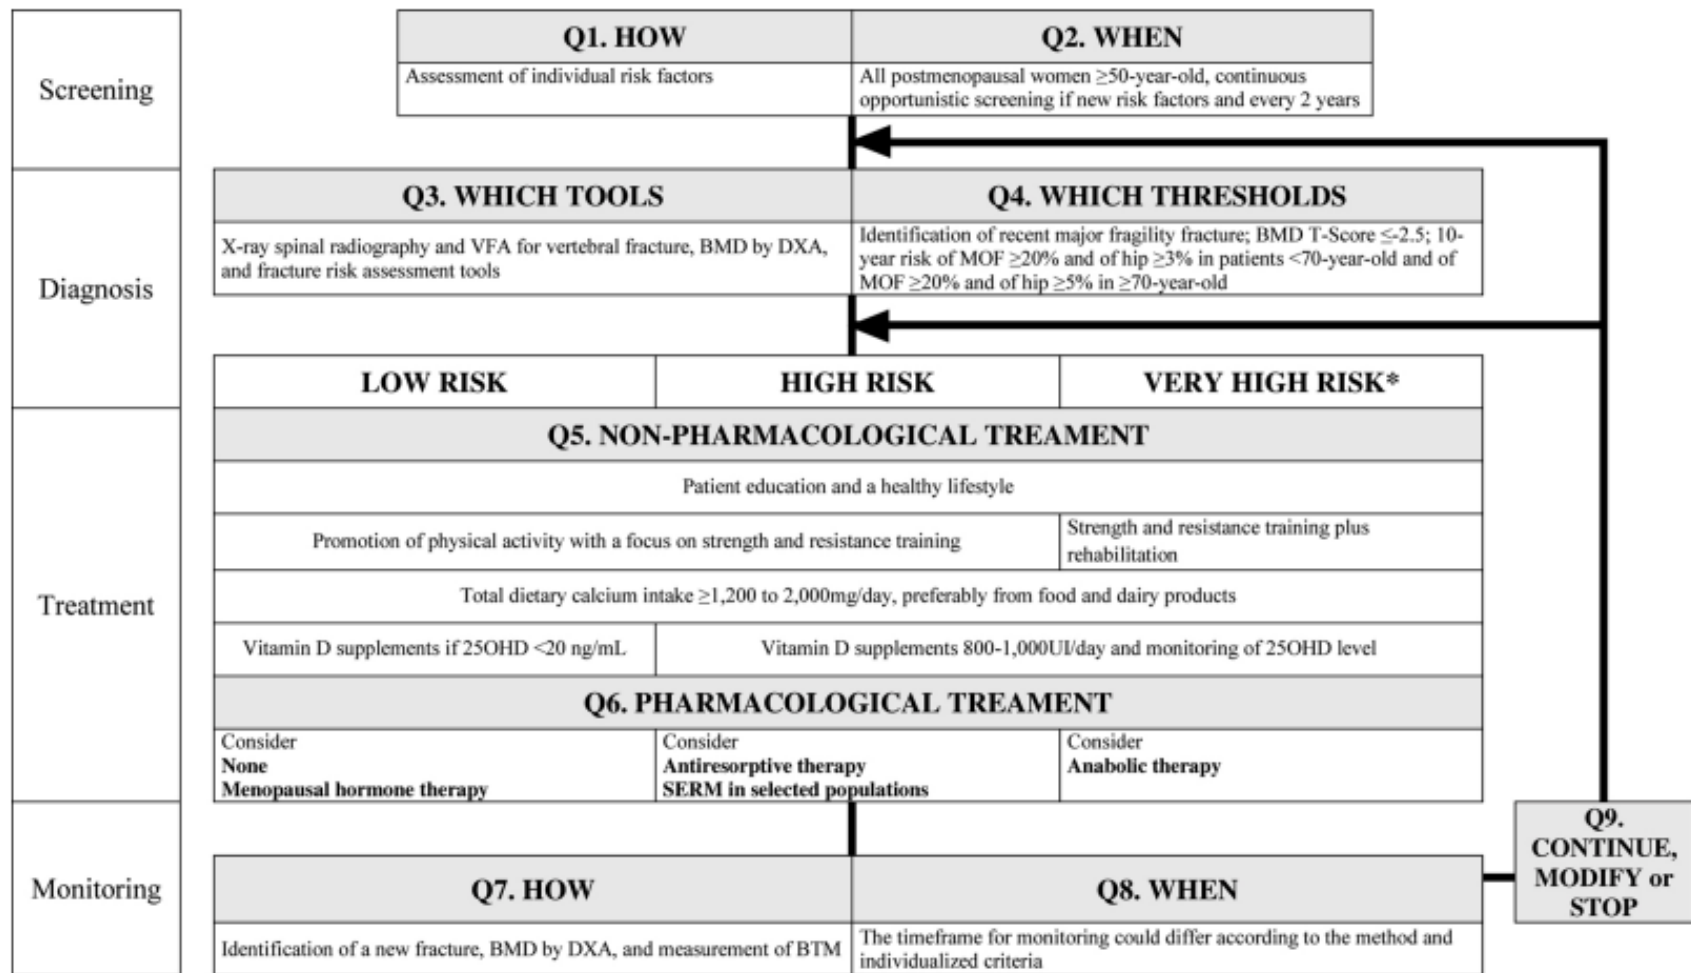 Screening
Q1. HOW
Q2. WHEN
Assessment of individual risk factors
All postmenopausal women ≥50-year-old, continuous
opportunistic screening if new risk factors and every 2 years
Diagnosis
Q3. WHICH TOOLS
Q4. WHICH THRESHOLDS
X-ray spinal radiography and VFA for vertebral fracture, BMD by DXA,
and fracture risk assessment tools
Identification of recent major fragility fracture; BMD T-Score ≤-2.5; 10-
year risk of MOF ≥20% and of hip ≥3% in patients <70-year-old and of
MOF ≥20% and of hip ≥5% in ≥70-year-old
Treatment
LOW RISK
HIGH RISK
VERY HIGH RISK*
Q5. NON-PHARMACOLOGICAL TREAMENT
Patient education and a healthy lifestyle
Promotion of physical activity with a focus on strength and resistance training
Strength and resistance training plus
rehabilitation
Total dietary calcium intake ≥1,200 to 2,000mg/day, preferably from food and dairy products
Vitamin D supplements if 25OHD <20 ng/mL
Vitamin D supplements 800-1,000UI/day and monitoring of 25OHD level
Q6. PHARMACOLOGICAL TREAMENT
Consider
None
Menopausal hormone therapy
Consider
Antiresorptive therapy
SERM in selected populations
Consider
Anabolic therapy
Monitoring
Q7. HOW
Q8. WHEN
Identification of a new fracture, BMD by DXA, and measurement of BTM
The timeframe for monitoring could differ according to the method and
individualized criteria
Q9.
CONTINUE,
MODIFY or
STOP